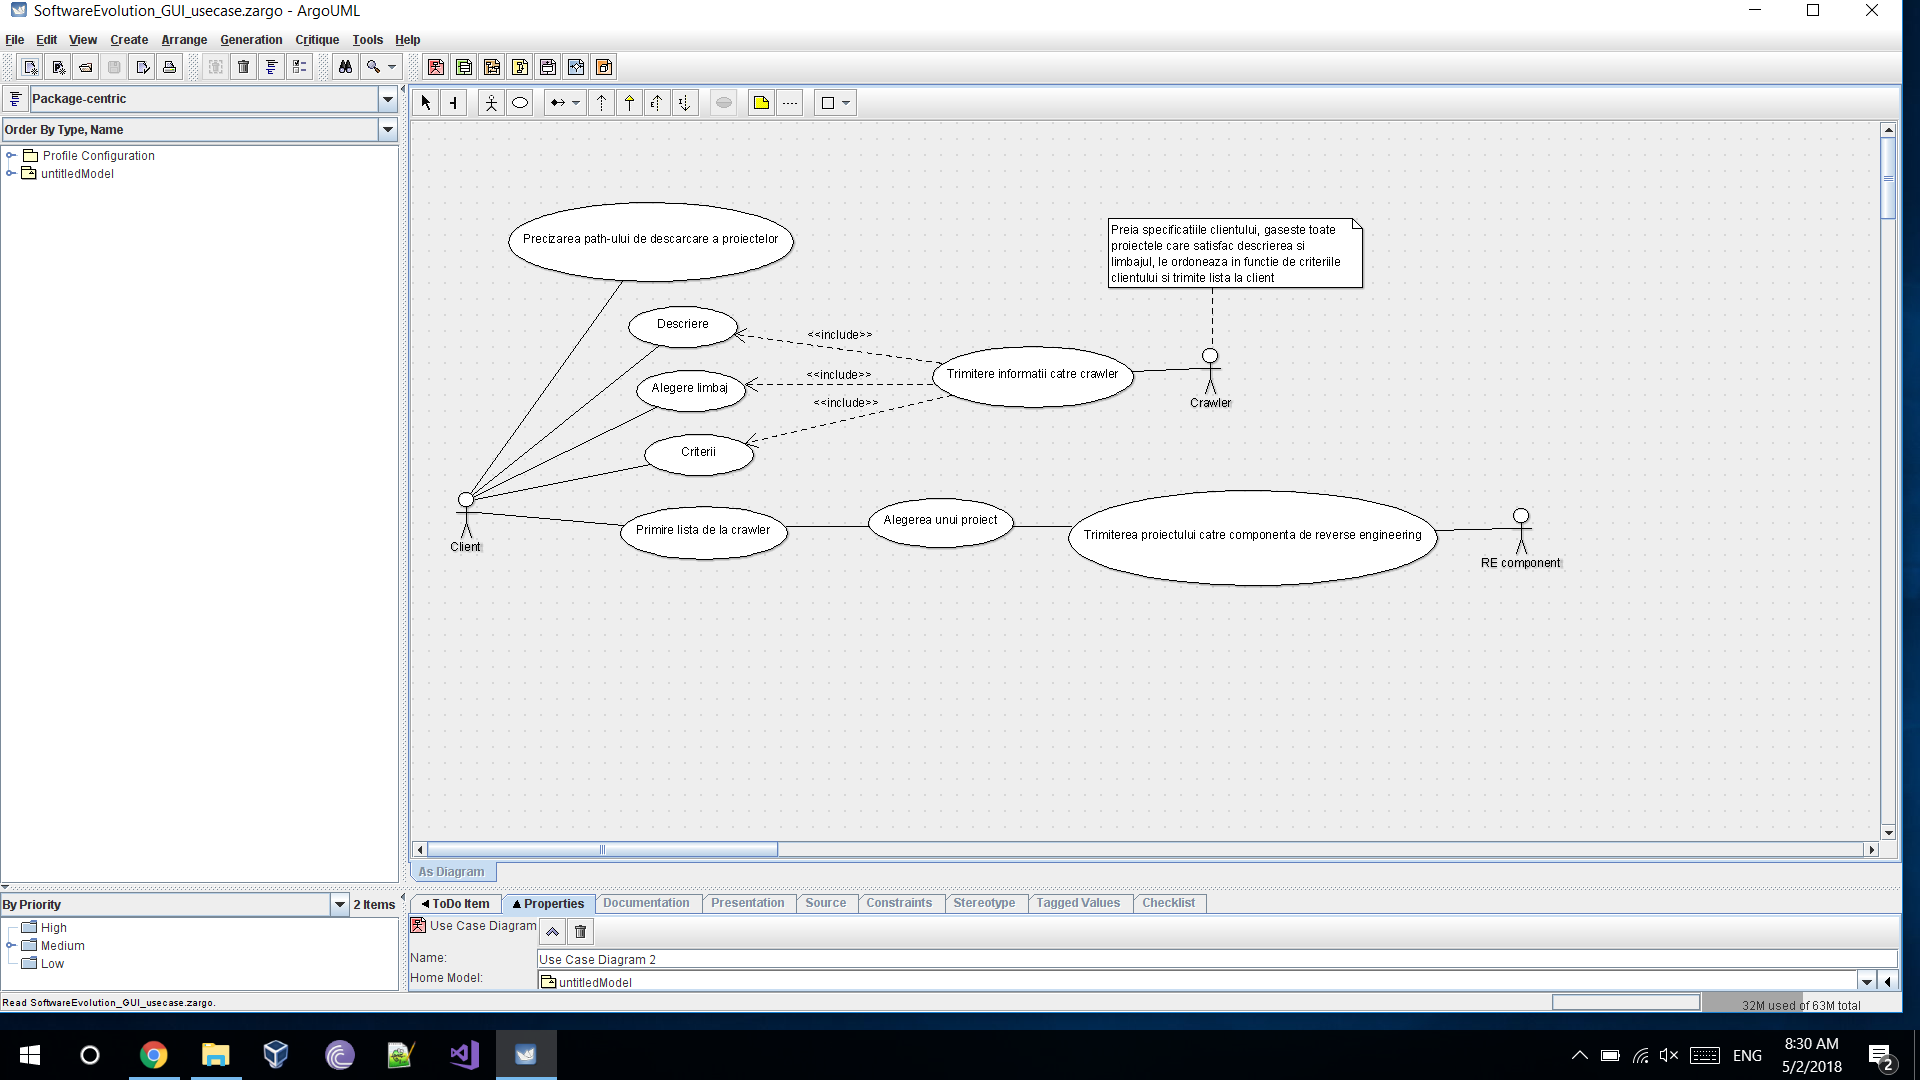 SoftwareEvolution_GUI_usecase.zargo - ArgoUML
File Edit View Create Arrange Generation Critique Tools Help
Package-centric
Order By Type, Name
Profile Configuration
untitledModel
Precizarea path-ului de descarcare a proiectelor
Preia specificatiile clientului, gaseste toate
proiectele care satisfac descrierea si
limbajul, le ordoneaza in functie de criteriile
clientului si trimite lista la client
Descriere
<<include>>
Alegere limbaj
<<include>>
Trimitere informatii catre crawler
<<include>>
Crawler
Criterii
Client
Primire lista de la crawler
Alegerea unui proiect
Trimiterea proiectului catre componenta de reverse engineering
RE component
As Diagram
By Priority
2 Items
High
Medium
Low
ToDo Item Properties Documentation Presentation Source Constraints Stereotype Tagged Values Checklist
Use Case Diagram
Name: Use Case Diagram 2
Home Model: untitledModel
Read SoftwareEvolution_GUI_usecase.zargo.
32M used of 63M total
ENG
8:30 AM
5/2/2018
2